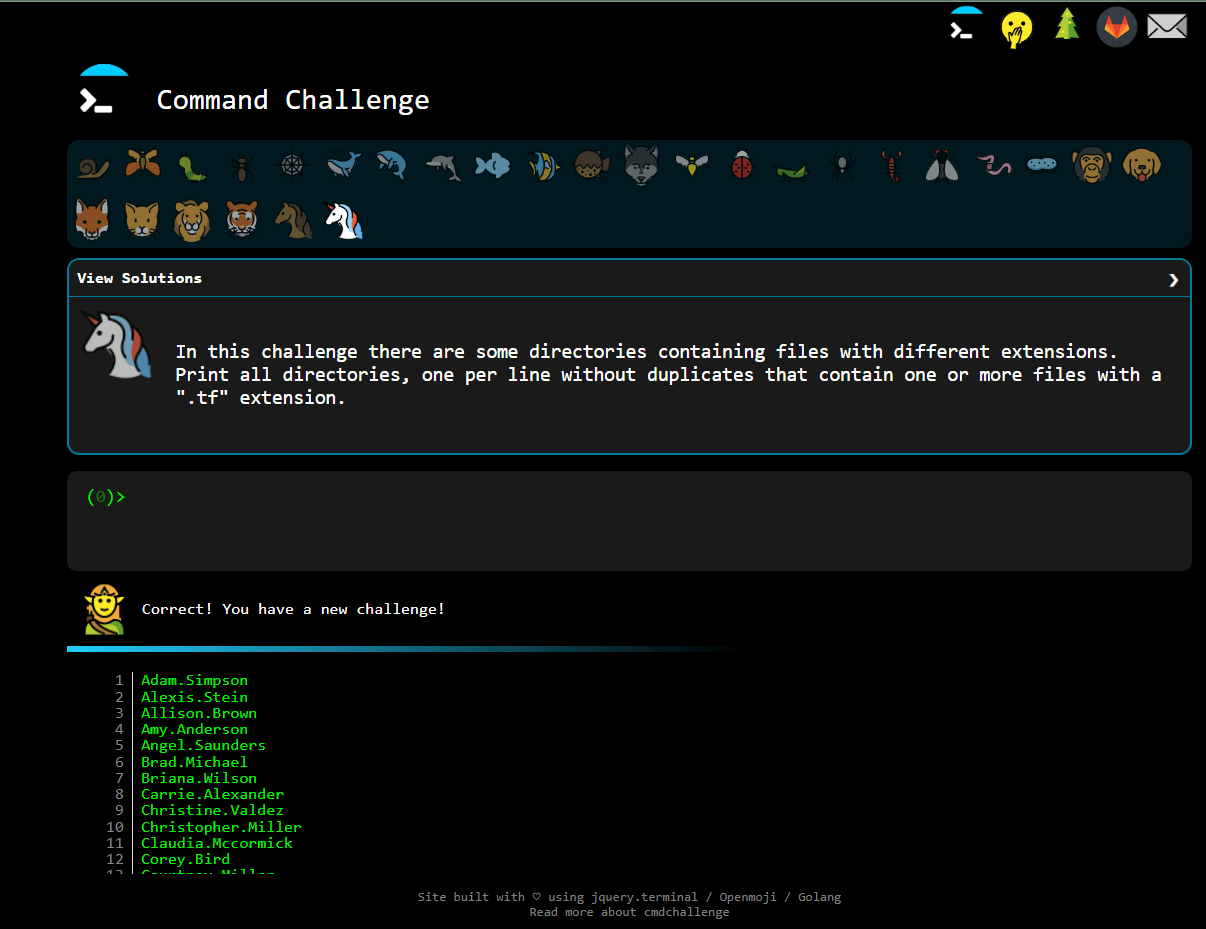 Command Challenge
View Solutions
In this challenge there are some directories containing files with different extensions.
Print all directories, one per line without duplicates that contain one or more files with a
".tf" extension.
(0)>
Correct! You have a new challenge!
1 Adam.Simpson
2 Alexis.Stein
3 Allison.Brown
4 Amy.Anderson
5 Angel.Saunders
6 Brad.Michael
7 Briana.Wilson
8 Carrie.Alexander
9 Christine.Valdez
10 Christopher.Miller
11 Claudia.Mccormick
12 Corey.Bird
13 Courtney.Miller
Site built with ♡ using jquery.terminal / Openmoji / Golang
Read more about cmdchallenge